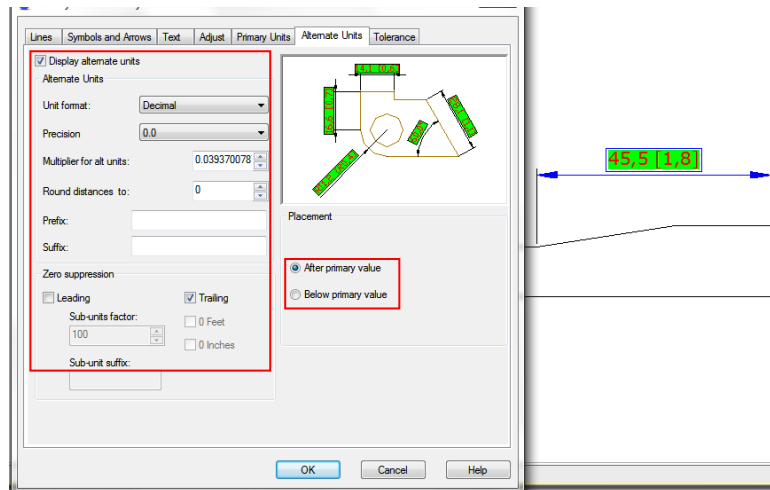 Lines Symbols and Arrows Text Adjust Primary Units Alternate Units Tolerance
Display alternate units
Alternate Units
Unit format: Decimal
Precision 0.0
Multiplier for alt units: 0.039370078
Round distances to: 0
Prefix:
Suffix:
Zero suppression
Leading Trailing
Sub-units factor: 0 Feet
100 0 Inches
Sub-unit suffix:
Placement
After primary value
Below primary value
OK Cancel Help
45,5 [1,8]